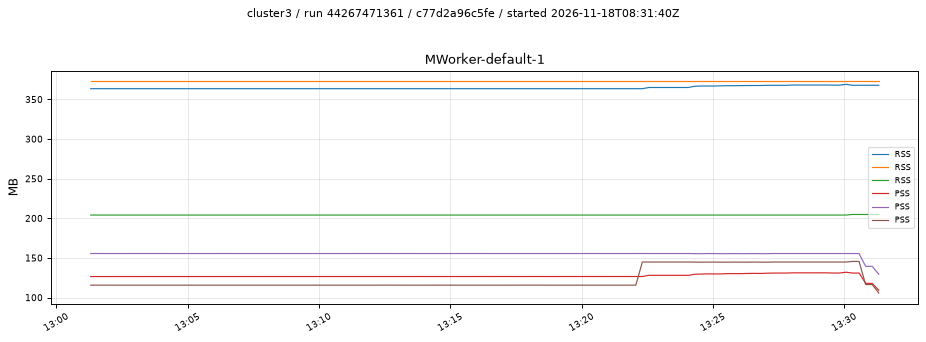 cluster3 / run 44267471361 / c77d2a96c5fe / started 2026-11-18T08:31:40Z
MWorker-default-1
MB
350
300
250
200
150
100
RSS
RSS
RSS
PSS
PSS
PSS
13:00
13:05
13:10
13:15
13:20
13:25
13:30